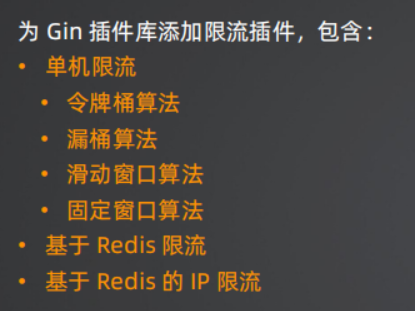 为 Gin 插件库添加限流插件，包含：
• 单机限流
• 令牌桶算法
• 漏桶算法
• 滑动窗口算法
• 固定窗口算法
• 基于 Redis 限流
• 基于 Redis 的 IP 限流